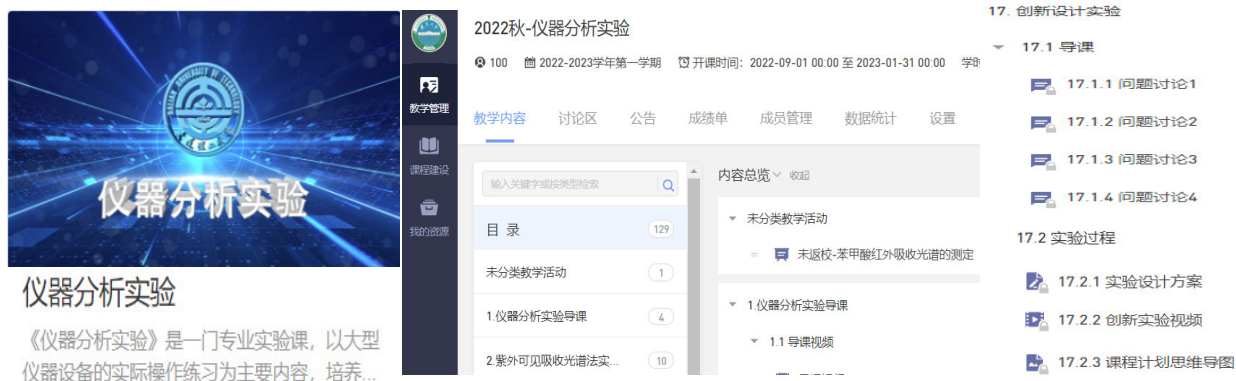 仪器分析实验
仪器分析实验
《仪器分析实验》是一门专业实验课，以大型
仪器设备的实际操作练习为主要内容，培养...
教学管理
课程建设
我的资源
2022秋-仪器分析实验
100 2022-2023学年第一学期 开课时间：2022-09-01 00:00 至 2023-01-31 00:00 学时
教学内容 讨论区 公告 成绩单 成员管理 数据统计 设置
输入关键字或按类型检索
目 录 129
未分类教学活动 1
1.仪器分析实验导课 4
2.紫外可见吸收光谱法实... 10
内容总览 收起
未分类教学活动
未返校-苯甲酸红外吸收光谱的测定
1.仪器分析实验导课
1.1 导课视频
17. 创新设计实验
17.1 导课
17.1.1 问题讨论1
17.1.2 问题讨论2
17.1.3 问题讨论3
17.1.4 问题讨论4
17.2 实验过程
17.2.1 实验设计方案
17.2.2 创新实验视频
17.2.3 课程计划思维导图